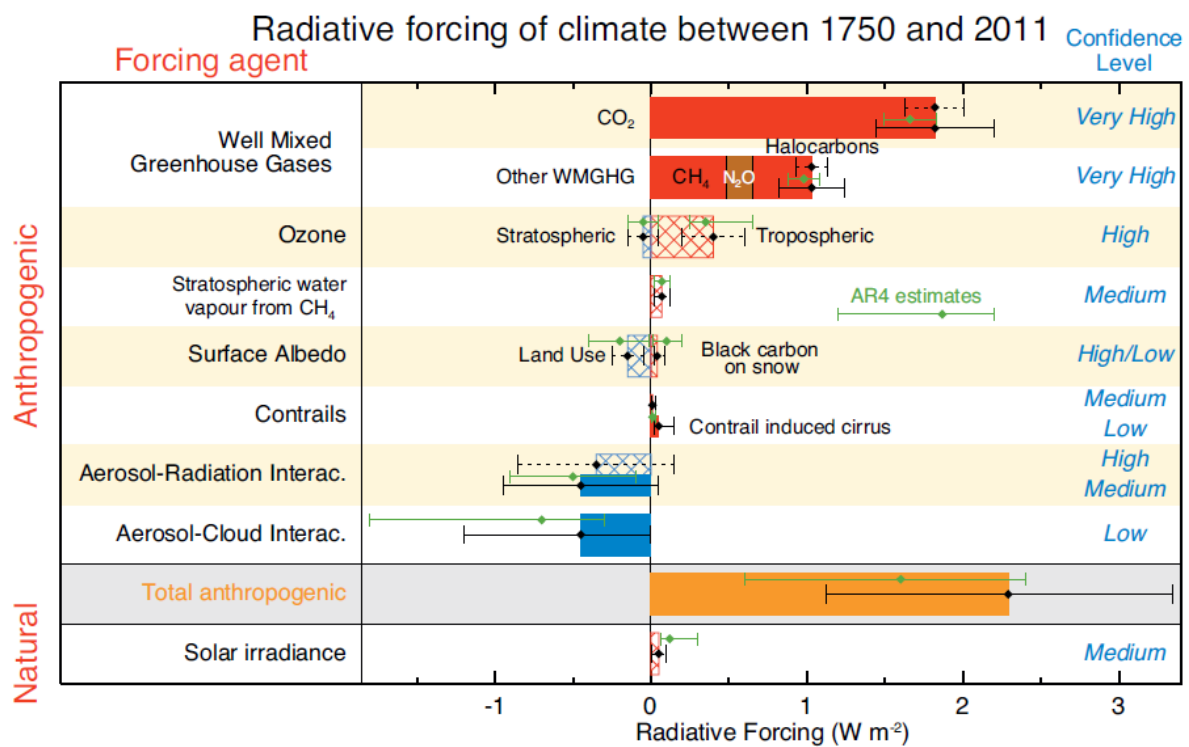 Radiative forcing of climate between 1750 and 2011
Forcing agent
Confidence
Level
Anthropogenic
Natural
Well Mixed
Greenhouse Gases
CO₂
Very High
Halocarbons
Other WMGHG
CH₄
N₂O
Very High
Ozone
Stratospheric
Tropospheric
High
Stratospheric water
vapour from CH₄
AR4 estimates
Medium
Surface Albedo
Land Use
Black carbon
on snow
High/Low
Contrails
Medium
Contrail induced cirrus
Low
Aerosol-Radiation Interac.
High
Medium
Aerosol-Cloud Interac.
Low
Total anthropogenic
Solar irradiance
Medium
-1 0 1 2 3
Radiative Forcing (W m⁻²)